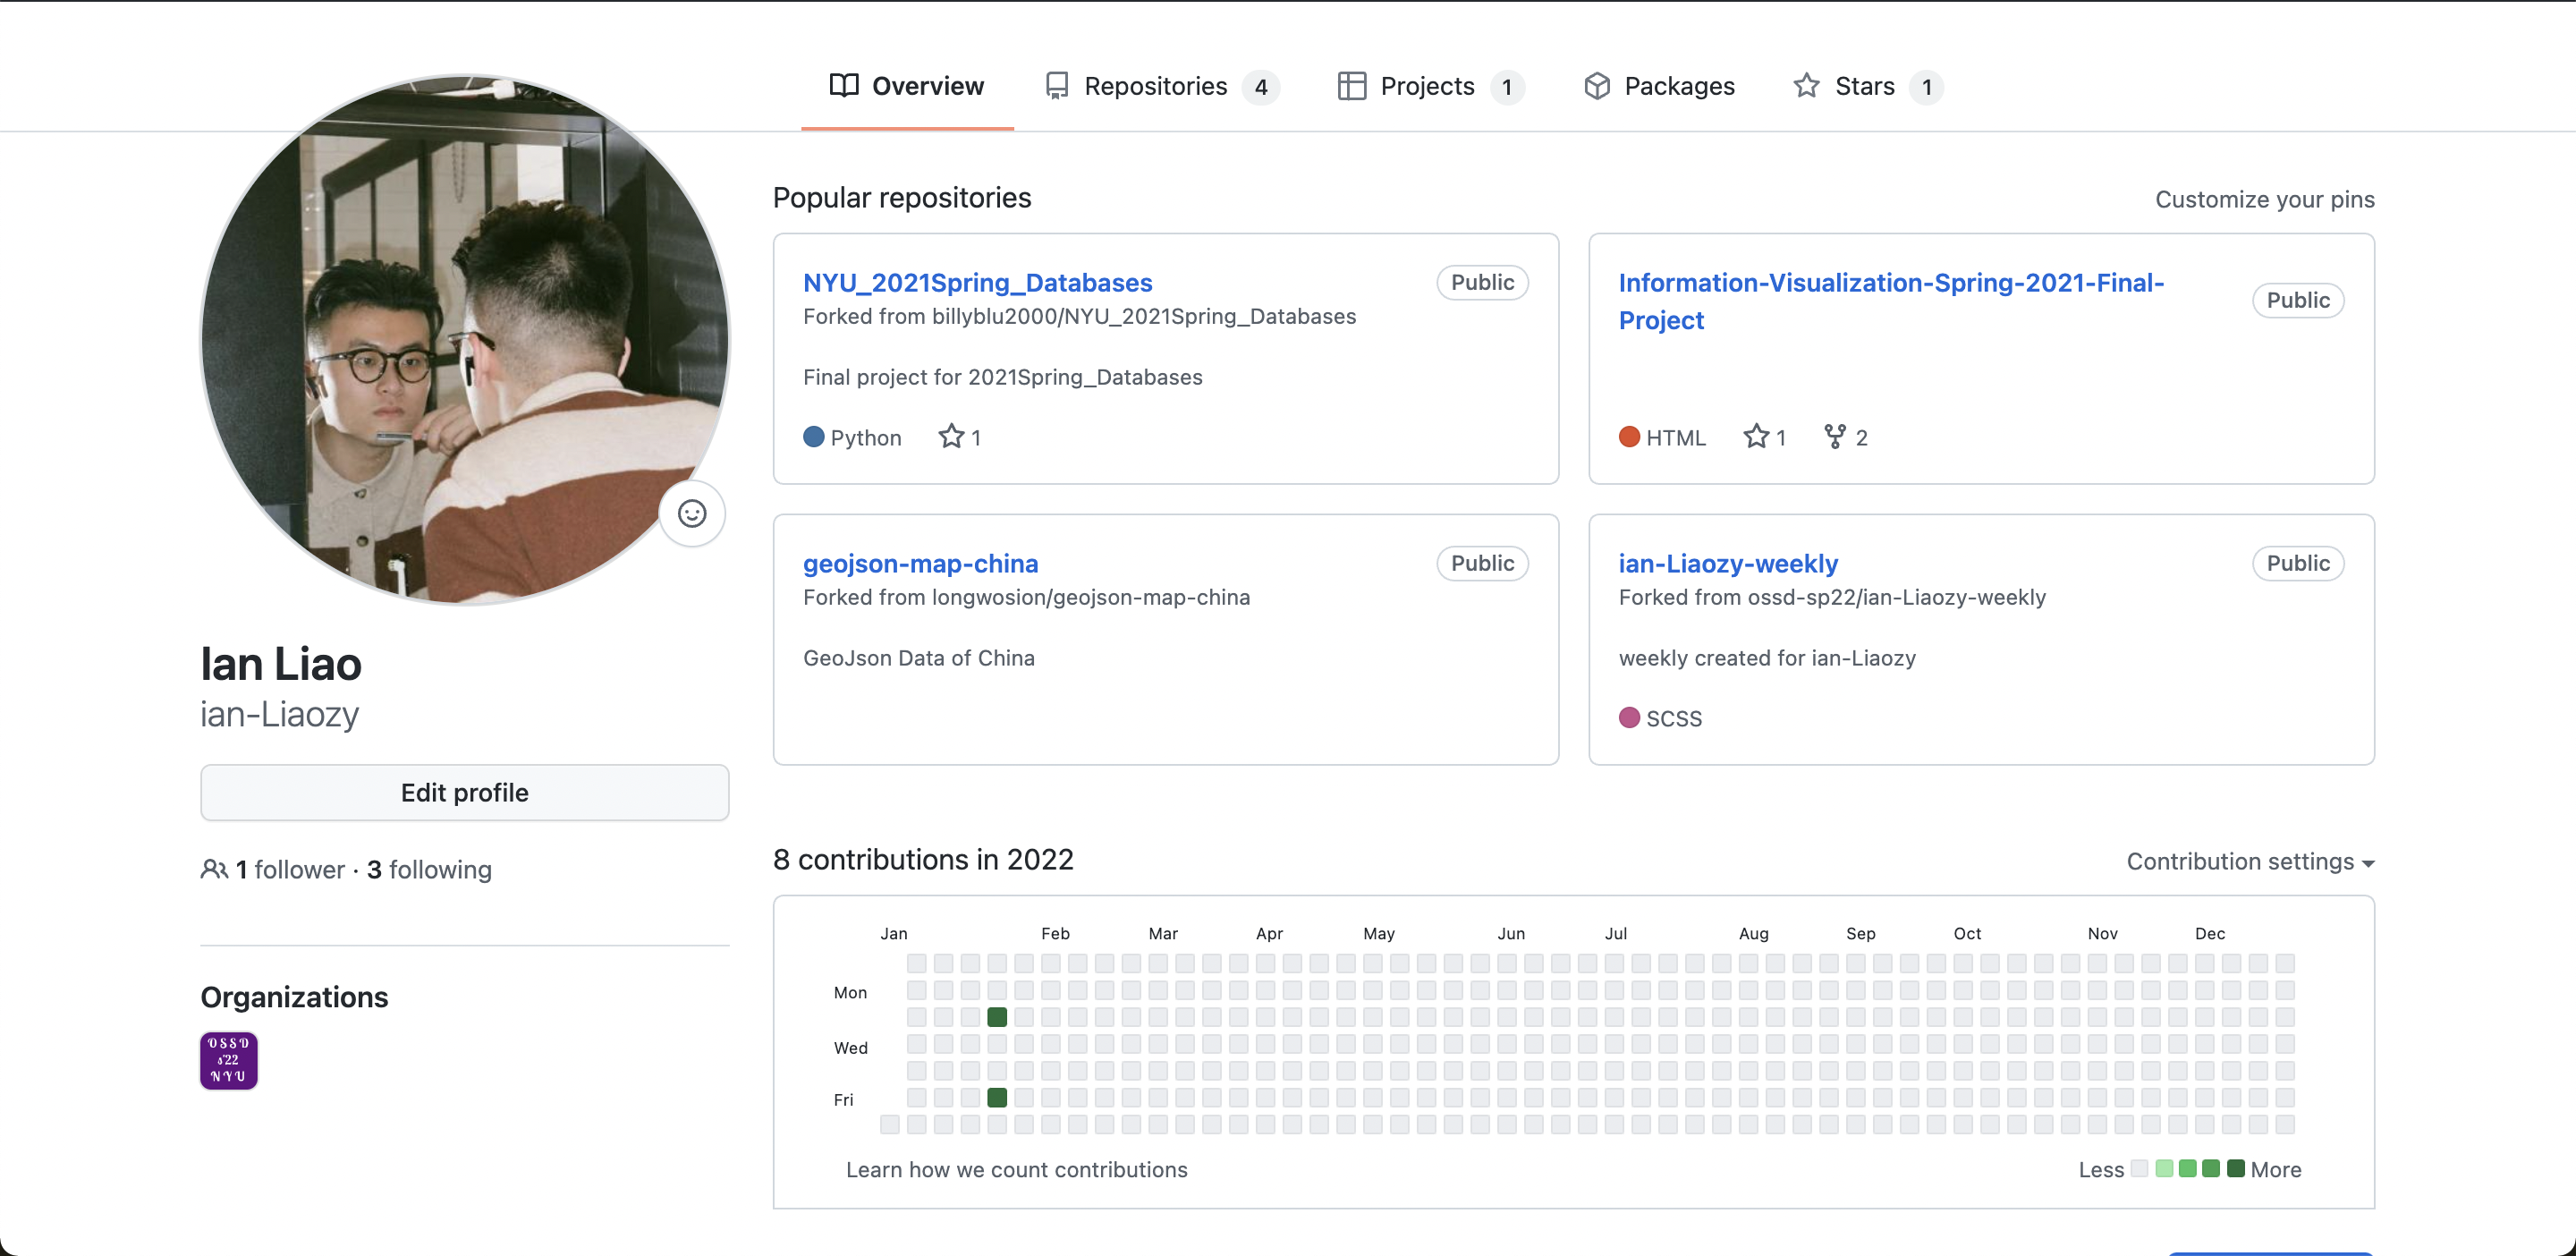 Overview
Repositories 4
Projects 1
Packages
Stars 1
Ian Liao
ian-Liaozy
Edit profile
1 follower · 3 following
Organizations
OSSD
s'22
NYU
Popular repositories
Customize your pins
NYU_2021Spring_Databases
Public
Forked from billyblu2000/NYU_2021Spring_Databases
Final project for 2021Spring_Databases
Python 1
Information-Visualization-Spring-2021-Final-
Project
Public
HTML 1 2
geojson-map-china
Public
Forked from longwosion/geojson-map-china
GeoJson Data of China
ian-Liaozy-weekly
Public
Forked from ossd-sp22/ian-Liaozy-weekly
weekly created for ian-Liaozy
SCSS
8 contributions in 2022
Contribution settings
Jan Feb Mar Apr May Jun Jul Aug Sep Oct Nov Dec
Mon
Wed
Fri
Learn how we count contributions
Less More